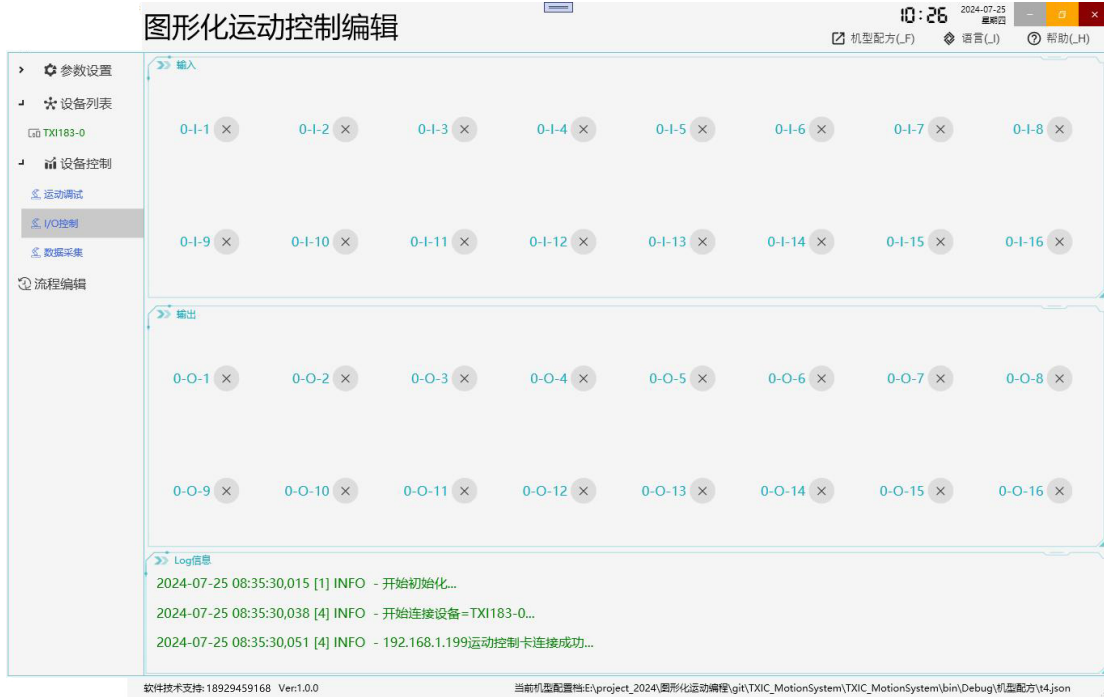 图形化运动控制编辑
10:26
2024-07-25
星期四
机型配方(_F)
语言(_I)
帮助(_H)
参数设置
设备列表
TXI183-0
设备控制
运动调试
I/O控制
数据采集
流程编辑
输入
0-I-1 0-I-2 0-I-3 0-I-4 0-I-5 0-I-6 0-I-7 0-I-8
0-I-9 0-I-10 0-I-11 0-I-12 0-I-13 0-I-14 0-I-15 0-I-16
输出
0-O-1 0-O-2 0-O-3 0-O-4 0-O-5 0-O-6 0-O-7 0-O-8
0-O-9 0-O-10 0-O-11 0-O-12 0-O-13 0-O-14 0-O-15 0-O-16
Log信息
2024-07-25 08:35:30,015 [1] INFO - 开始初始化...
2024-07-25 08:35:30,038 [4] INFO - 开始连接设备=TXI183-0...
2024-07-25 08:35:30,051 [4] INFO - 192.168.1.199运动控制卡连接成功...
软件技术支持: 18929459168 Ver:1.0.0
当前机型配置档:E:\project_2024\图形化运动编程\git\TXIC_MotionSystem\TXIC_MotionSystem\bin\Debug\机型配方\t4.json